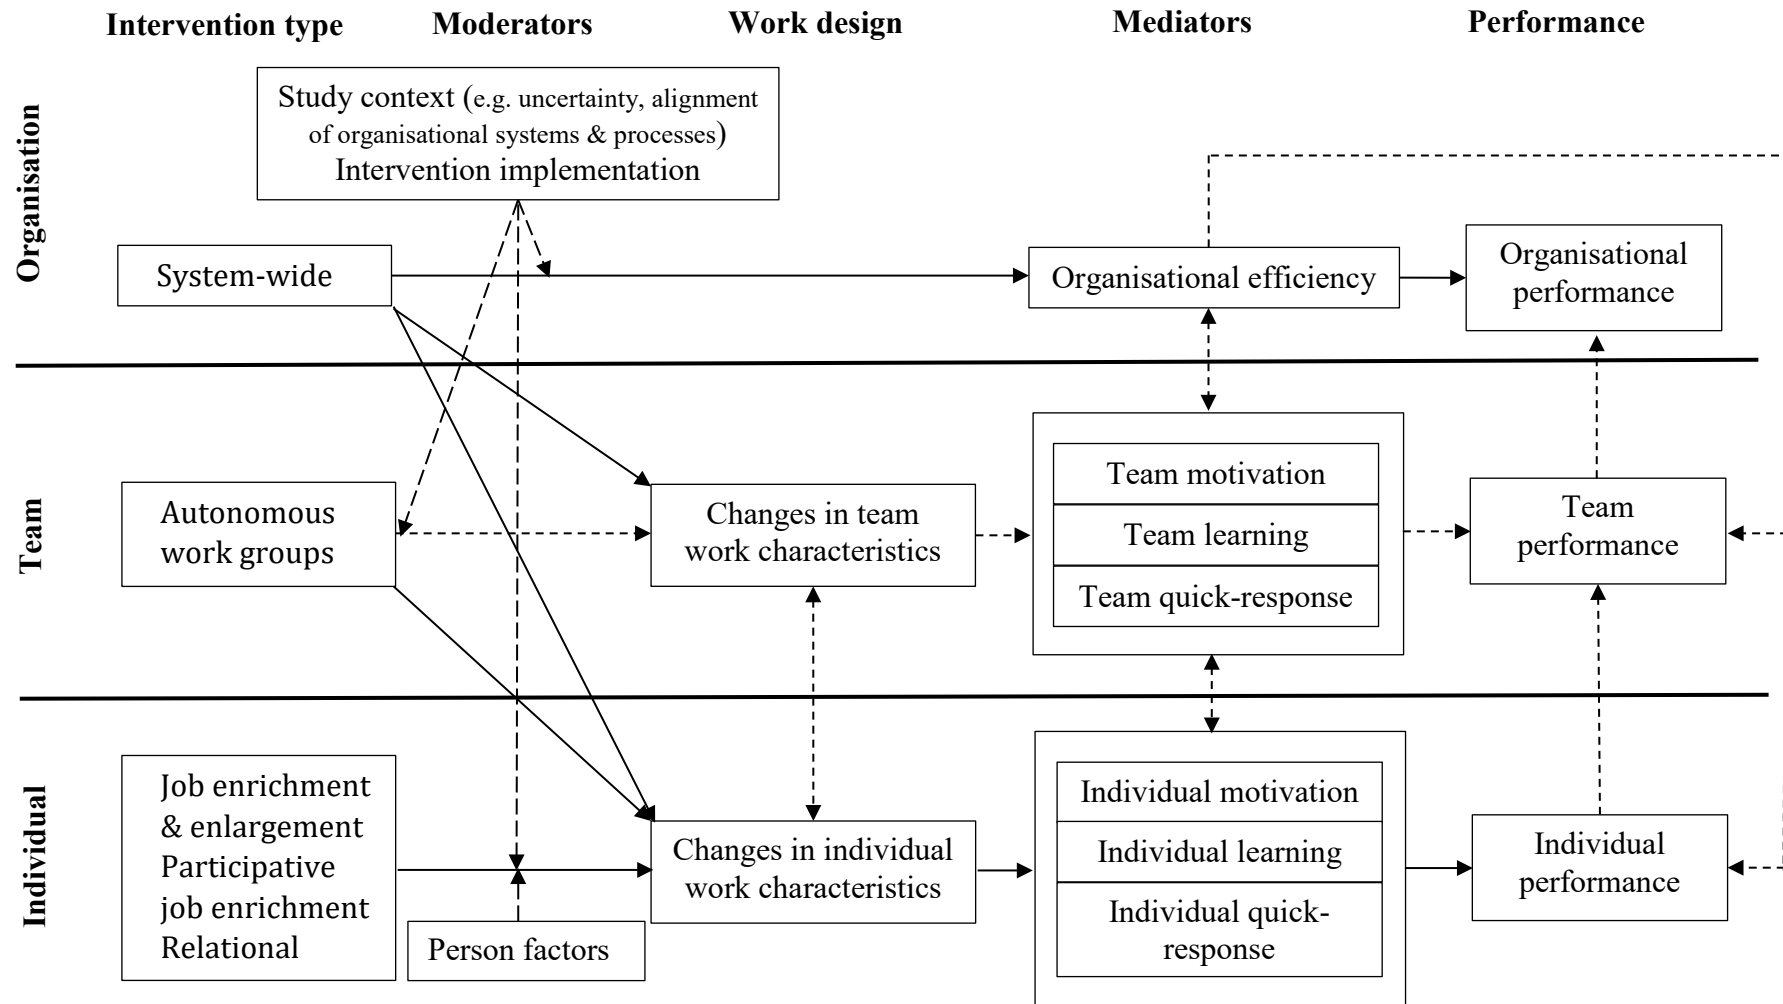 Intervention type
Moderators
Work design
Mediators
Performance
Organisation
Study context (e.g. uncertainty, alignment
of organisational systems & processes)
Intervention implementation
System-wide
Organisational efficiency
Organisational
performance
Team
Autonomous
work groups
Changes in team
work characteristics
Team motivation
Team learning
Team quick-response
Team
performance
Individual
Job enrichment
& enlargement
Participative
job enrichment
Relational
Person factors
Changes in individual
work characteristics
Individual motivation
Individual learning
Individual quick-
response
Individual
performance